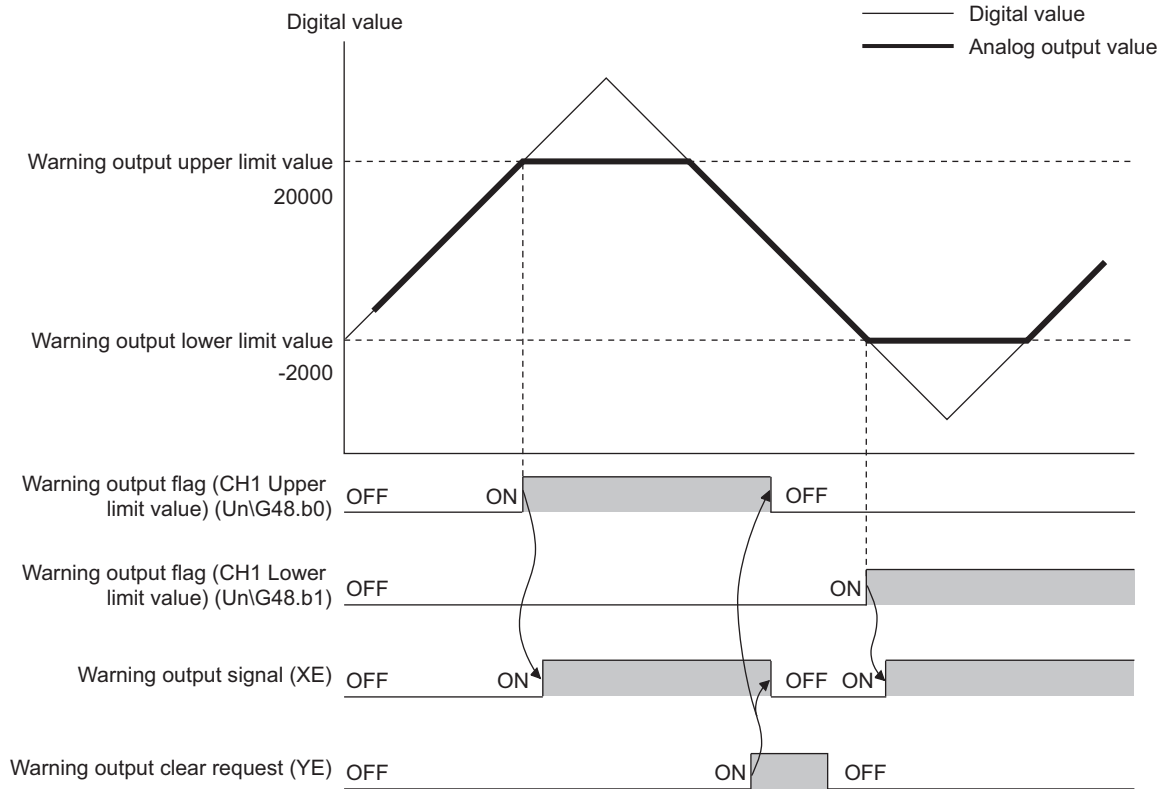 Digital value
Digital value
Analog output value
Warning output upper limit value
20000
Warning output lower limit value
-2000
Warning output flag (CH1 Upper
limit value) (Un\G48.b0)
OFF
ON
OFF
Warning output flag (CH1 Lower
limit value) (Un\G48.b1)
OFF
ON
Warning output signal (XE)
OFF
ON
OFF
ON
Warning output clear request (YE)
OFF
ON
OFF